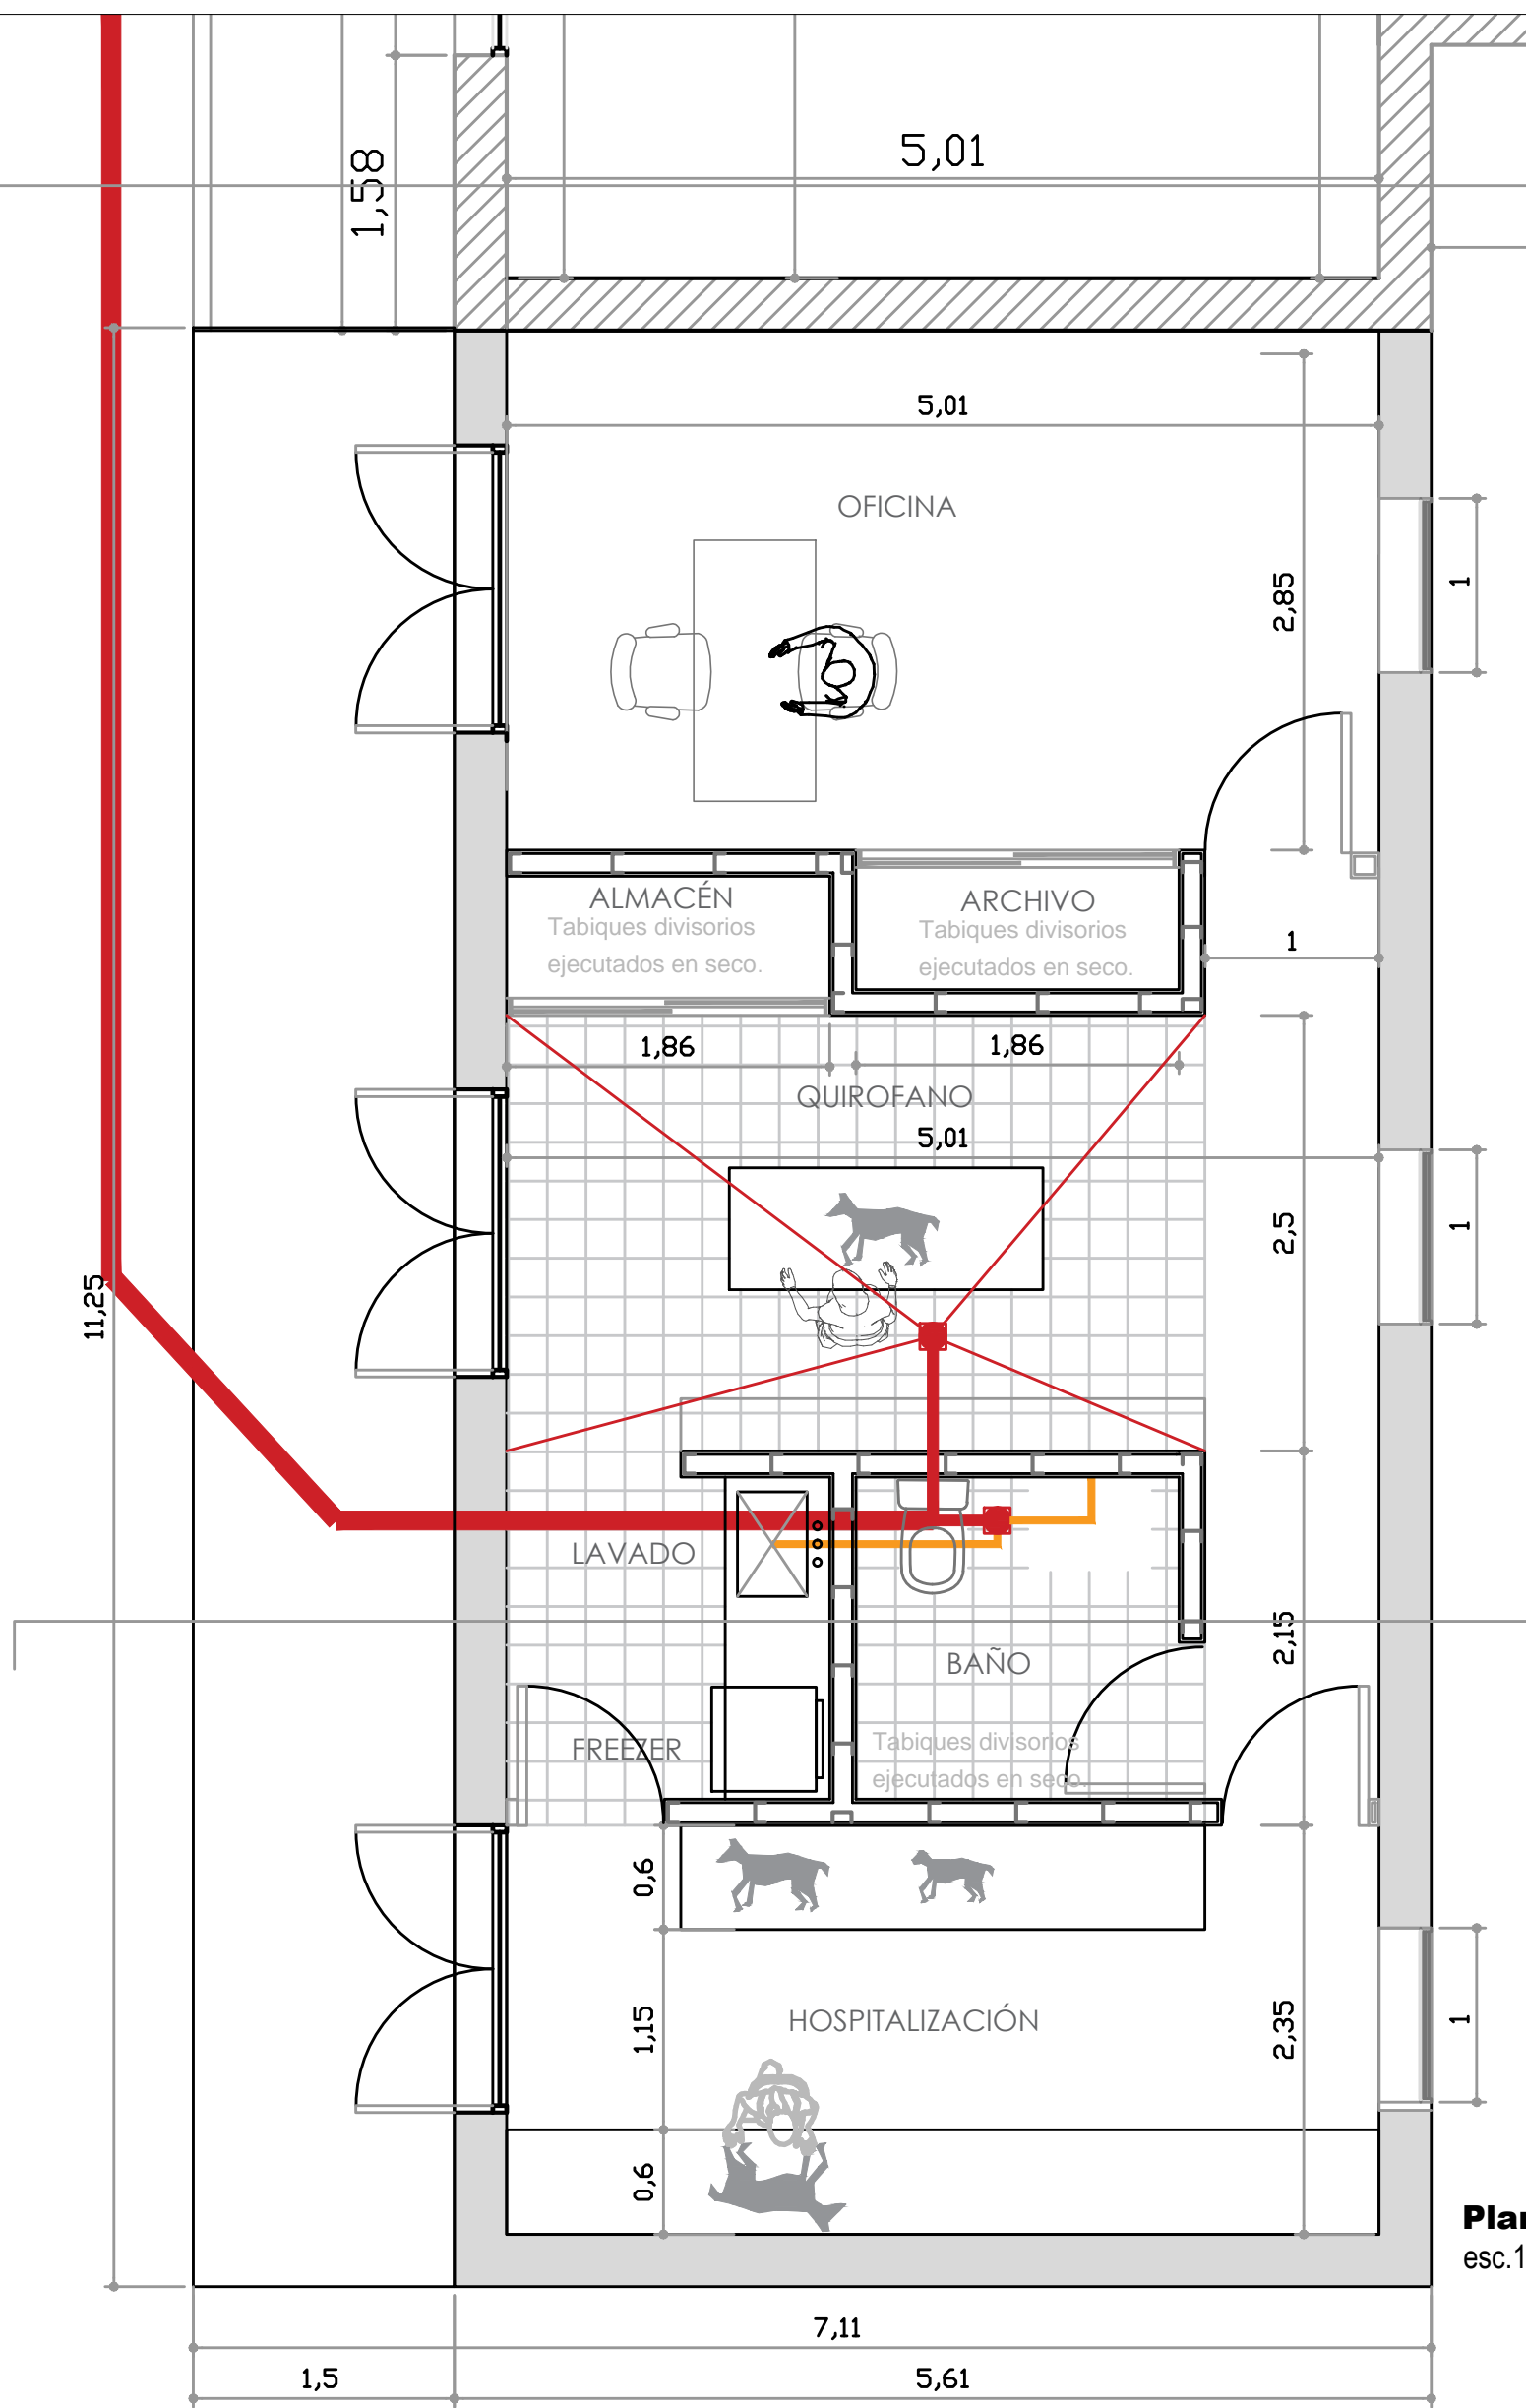 5,01
1,58
5,01
OFICINA
2,85
1
ALMACÉN
Tabiques divisorios
ejecutados en seco.
ARCHIVO
Tabiques divisorios
ejecutados en seco.
1
1,86
1,86
QUIROFANO
5,01
2,5
1
11,25
LAVADO
2,15
BAÑO
FREEZER
Tabiques divisorios
ejecutados en seco.
0,6
HOSPITALIZACIÓN
1,15
2,35
1
0,6
Plan
esc.1
7,11
1,5
5,61